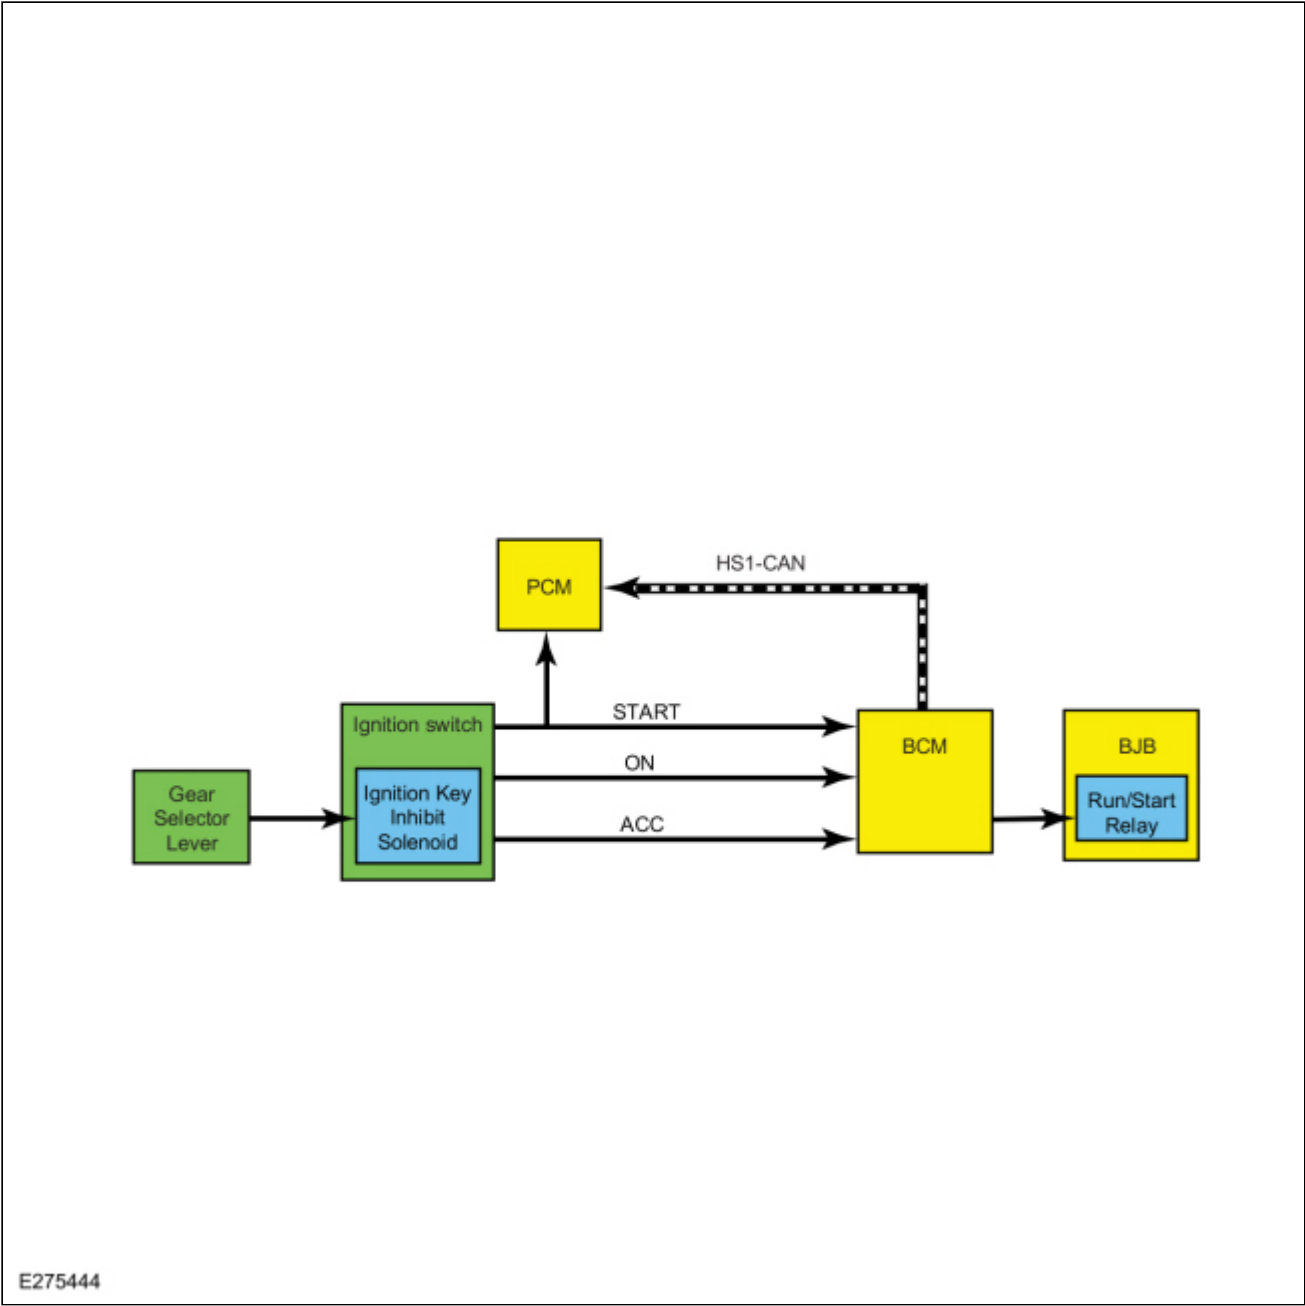 HS1-CAN
PCM
START
Ignition switch
BCM
BJB
ON
Gear
Selector
Lever
Ignition Key
Inhibit
Solenoid
ACC
Run/Start
Relay
E275444